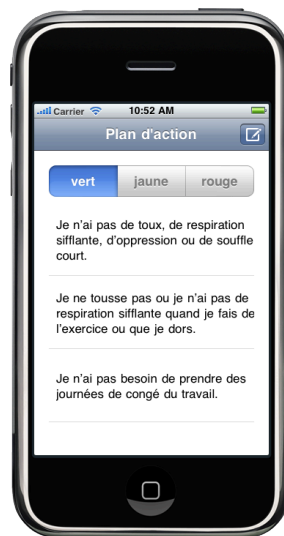 Carrier 10:52 AM
Plan d'action
vert jaune rouge
Je n'ai pas de toux, de respiration
sifflante, d'oppression ou de souffle
court.
Je ne tousse pas ou je n'ai pas de
respiration sifflante quand je fais de
l'exercice ou que je dors.
Je n'ai pas besoin de prendre des
journées de congé du travail.